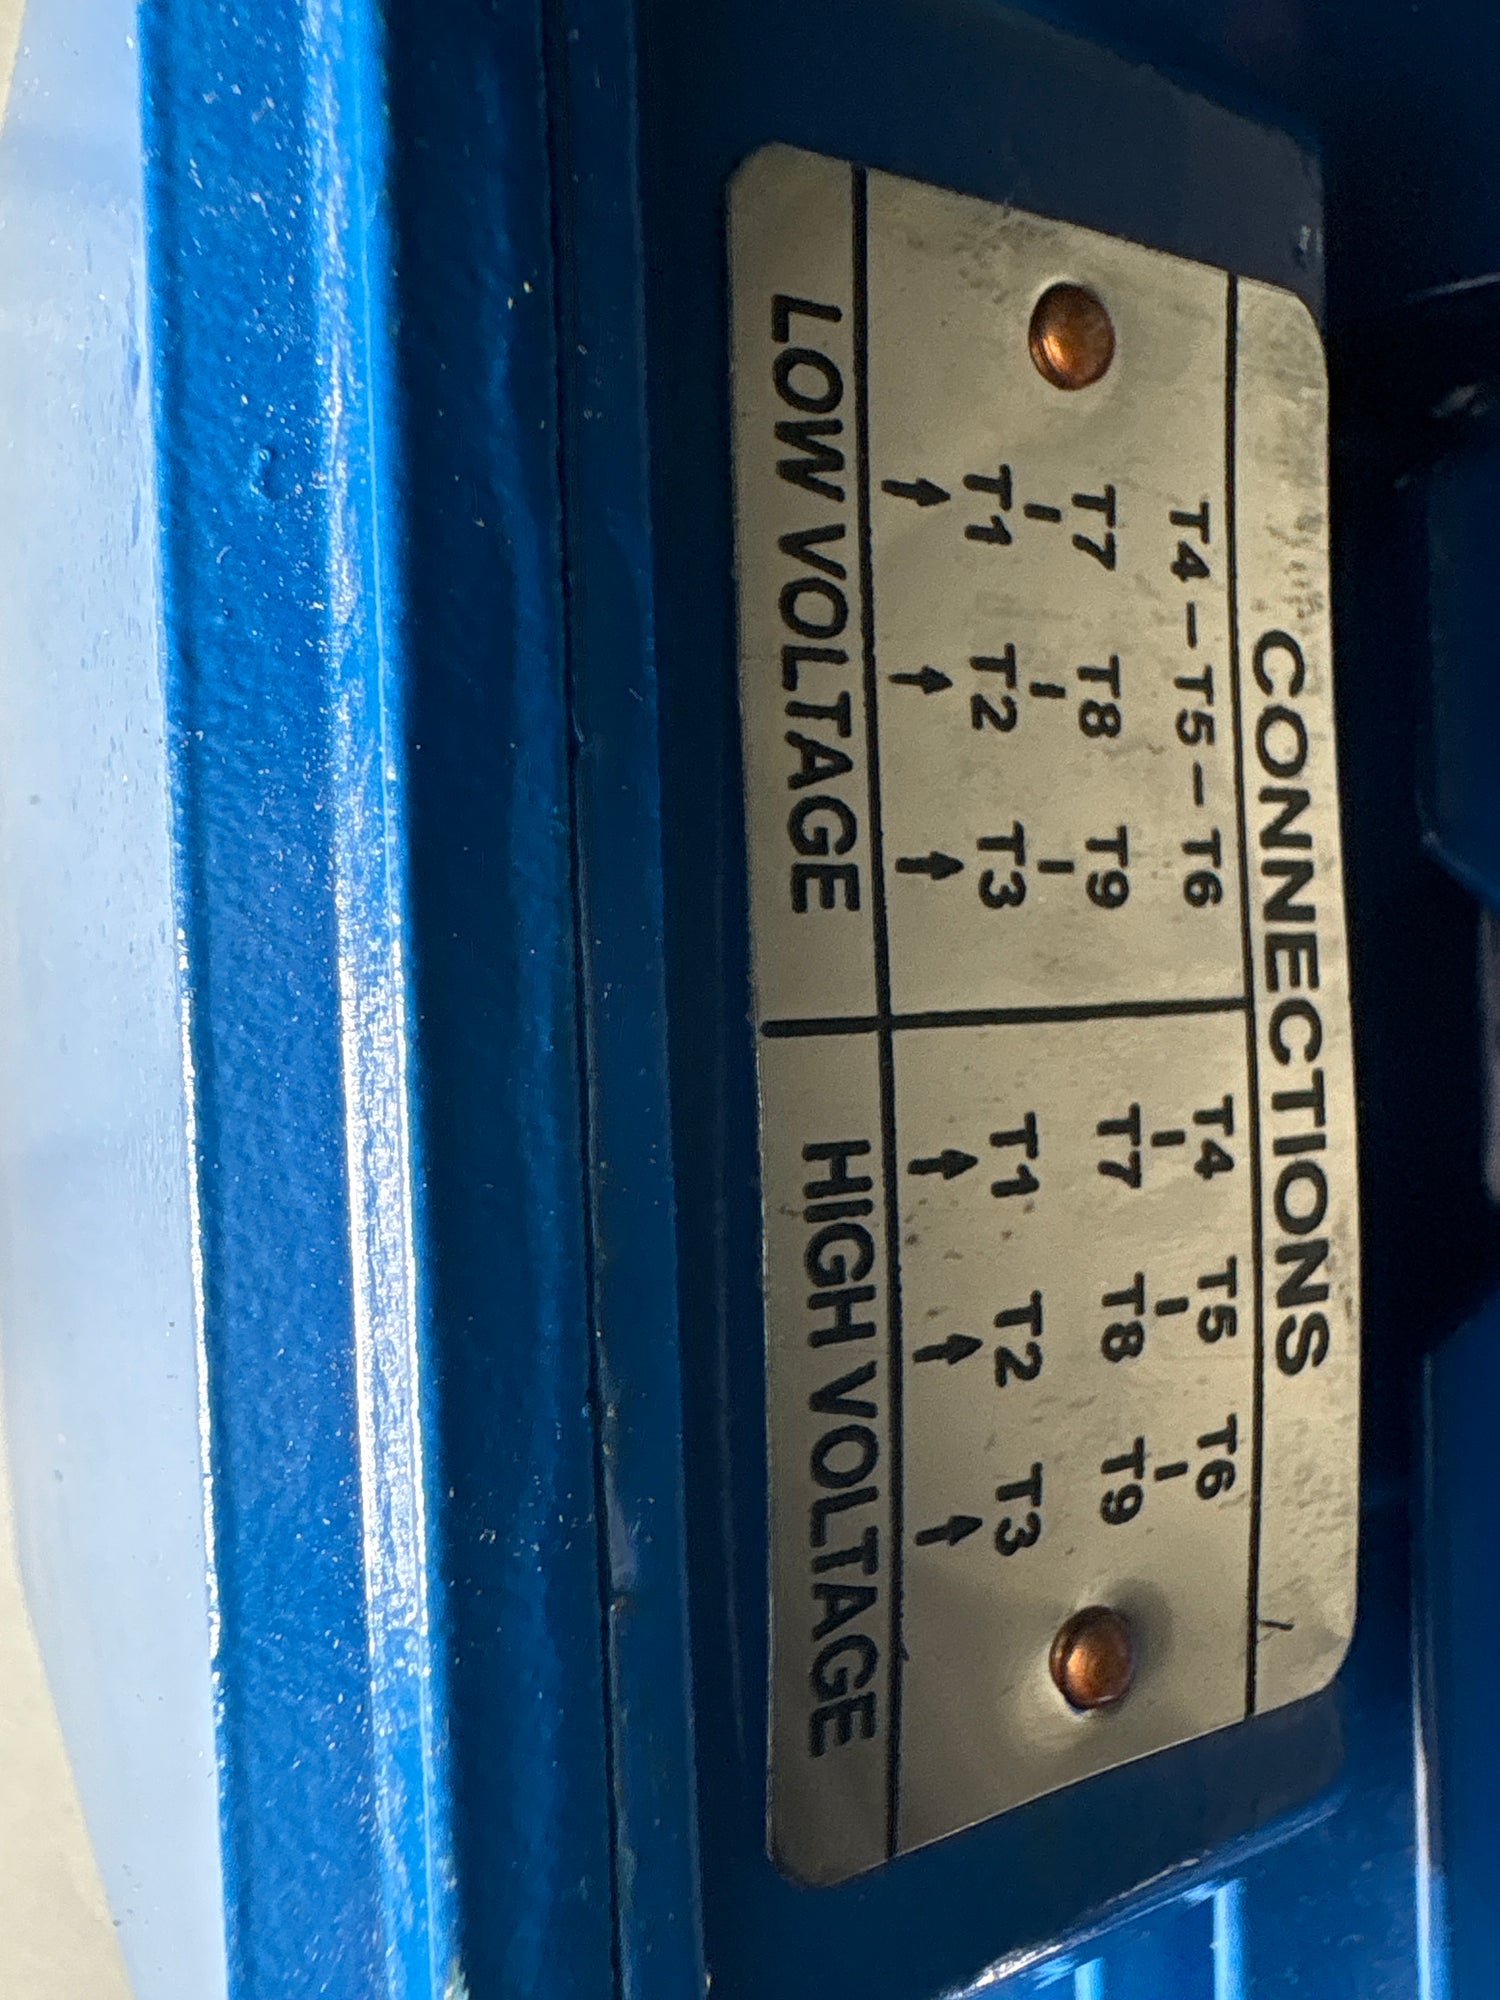 CONNECTIONS
T4-T5-T6
T7 T8 T9
T1 T2 T3
LOW VOLTAGE
T4 T5 T6
T7 T8 T9
T1 T2 T3
HIGH VOLTAGE